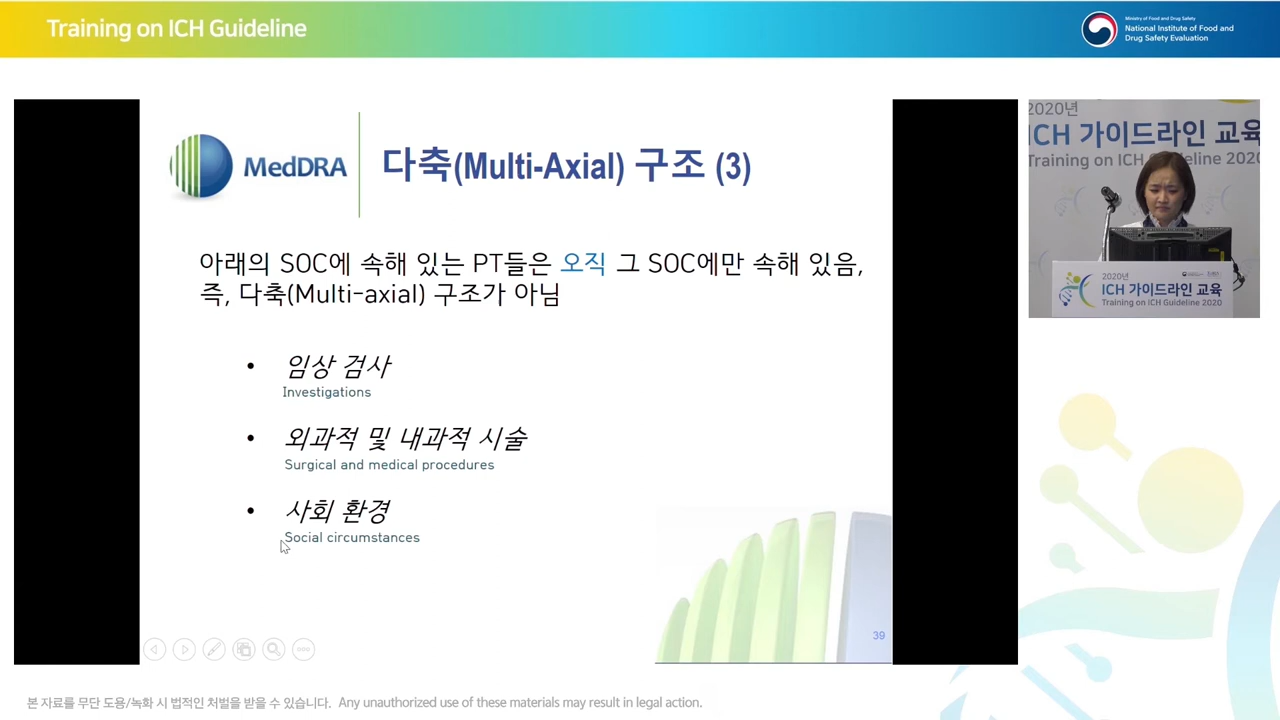 Training on ICH Guideline
Ministry of Food and Drug Safety
National Institute of Food and
Drug Safety Evaluation
MedDRA
다축(Multi-Axial) 구조 (3)
아래의 SOC에 속해 있는 PT들은 오직 그 SOC에만 속해 있음,
즉, 다축(Multi-axial) 구조가 아님
• 임상 검사
Investigations
• 외과적 및 내과적 시술
Surgical and medical procedures
• 사회 환경
Social circumstances
39
2020년
ICH 가이드라인 교육
Training on ICH Guideline 2020
2020년
ICH 가이드라인 교육
Training on ICH Guideline 2020
본 자료를 무단 도용/녹화 시 법적인 처벌을 받을 수 있습니다. Any unauthorized use of these materials may result in legal action.